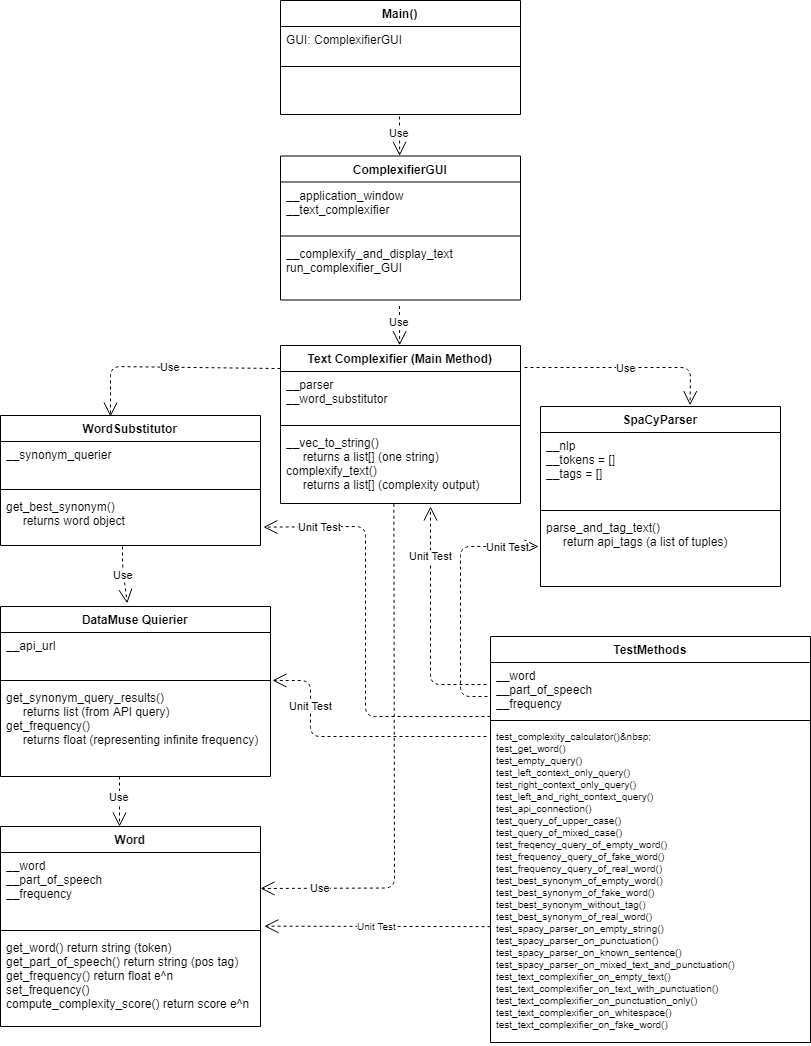 Main()
GUI: ComplexifierGUI
Use
ComplexifierGUI
__application_window
__text_complexifier
__complexify_and_display_text
run_complexifier_GUI
Use
Text Complexifier (Main Method)
__parser
__word_substitutor
__vec_to_string()
returns a list[] (one string)
complexify_text()
returns a list[] (complexity output)
Use
Use
WordSubstitutor
__synonym_querier
get_best_synonym()
returns word object
SpaCyParser
__nlp
__tokens = []
__tags = []
parse_and_tag_text()
return api_tags (a list of tuples)
Unit Test
Unit Test
Unit Test
Use
DataMuse Quierier
__api_url
get_synonym_query_results()
returns list (from API query)
get_frequency()
returns float (representing infinite frequency)
Unit Test
Use
Word
__word
__part_of_speech
__frequency
get_word() return string (token)
get_part_of_speech() return string (pos tag)
get_frequency() return float e^n
set_frequency()
compute_complexity_score() return score e^n
Use
Unit Test
TestMethods
__word
__part_of_speech
__frequency
test_complexity_calculator()&nbsp;
test_get_word()
test_empty_query()
test_left_context_only_query()
test_right_context_only_query()
test_left_and_right_context_query()
test_api_connection()
test_query_of_upper_case()
test_query_of_mixed_case()
test_freqency_query_of_empty_word()
test_frequency_query_of_fake_word()
test_frequency_query_of_real_word()
test_best_synonym_of_empty_word()
test_best_synonym_of_fake_word()
test_best_synonym_without_tag()
test_best_synonym_of_real_word()
test_spacy_parser_on_empty_string()
test_spacy_parser_on_punctuation()
test_spacy_parser_on_known_sentence()
test_spacy_parser_on_mixed_text_and_punctuation()
test_text_complexifier_on_empty_text()
test_text_complexifier_on_text_with_punctuation()
test_text_complexifier_on_punctuation_only()
test_text_complexifier_on_whitespace()
test_text_complexifier_on_fake_word()